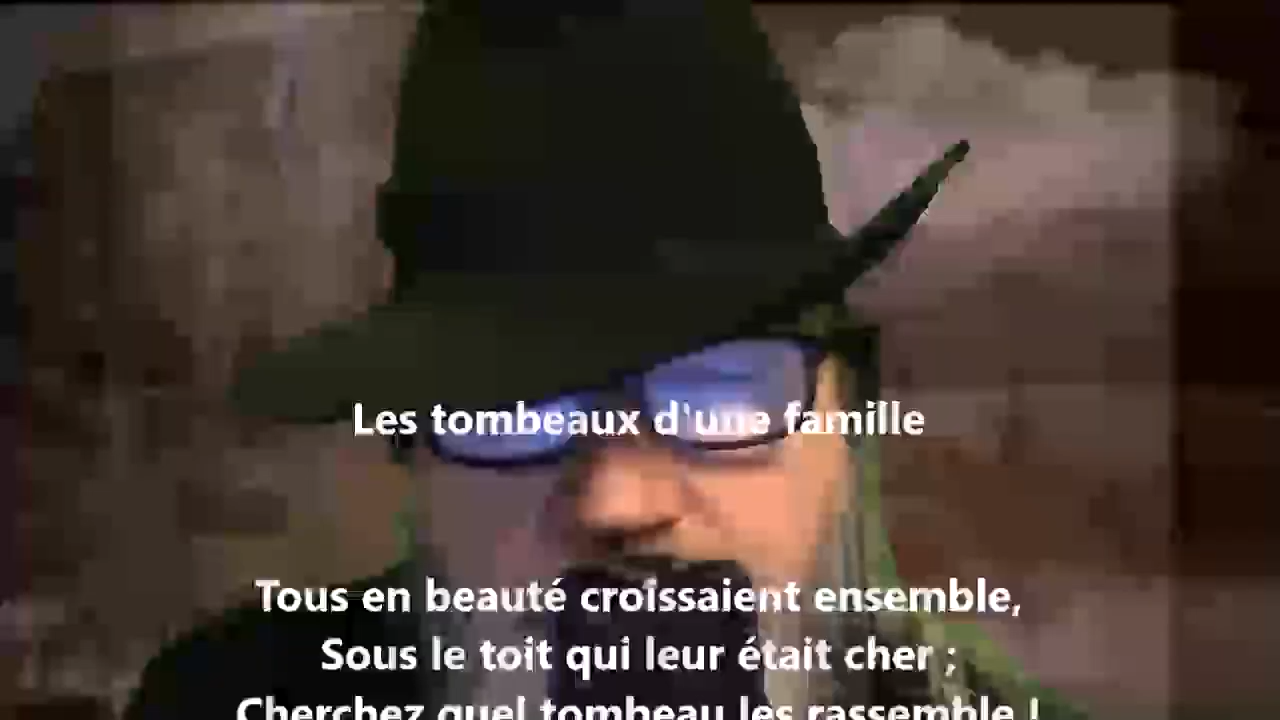 Les tombeaux d'une famille
Tous en beauté croissaient ensemble,
Sous le toit qui leur était cher ;
Cherchez quel tombeau les rassemble !